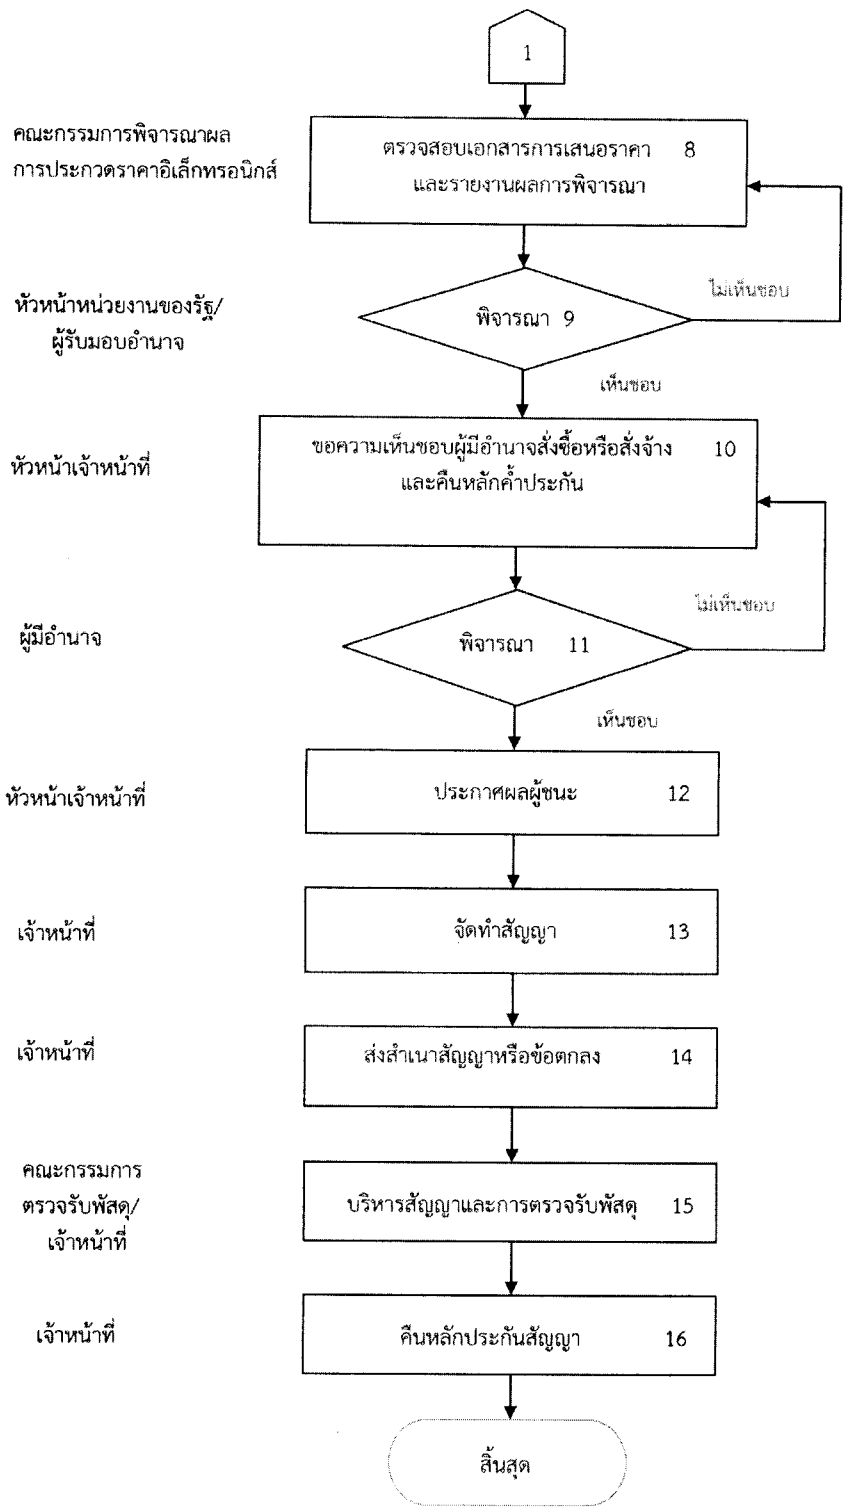 1
คณะกรรมการพิจารณาผล
การประกวดราคาอิเล็กทรอนิกส์
ตรวจสอบเอกสารการเสนอราคา 8
และรายงานผลการพิจารณา
ไม่เห็นชอบ
หัวหน้าหน่วยงานของรัฐ/
ผู้รับมอบอำนาจ
พิจารณา 9
เห็นชอบ
หัวหน้าเจ้าหน้าที่
ขอความเห็นชอบผู้มีอำนาจสั่งซื้อหรือสั่งจ้าง 10
และคืนหลักค้ำประกัน
ไม่เห็นชอบ
ผู้มีอำนาจ
พิจารณา 11
เห็นชอบ
หัวหน้าเจ้าหน้าที่
ประกาศผลผู้ชนะ 12
เจ้าหน้าที่
จัดทำสัญญา 13
เจ้าหน้าที่
ส่งสำเนาสัญญาหรือข้อตกลง 14
คณะกรรมการ
ตรวจรับพัสดุ/
เจ้าหน้าที่
บริหารสัญญาและการตรวจรับพัสดุ 15
เจ้าหน้าที่
คืนหลักประกันสัญญา 16
สิ้นสุด